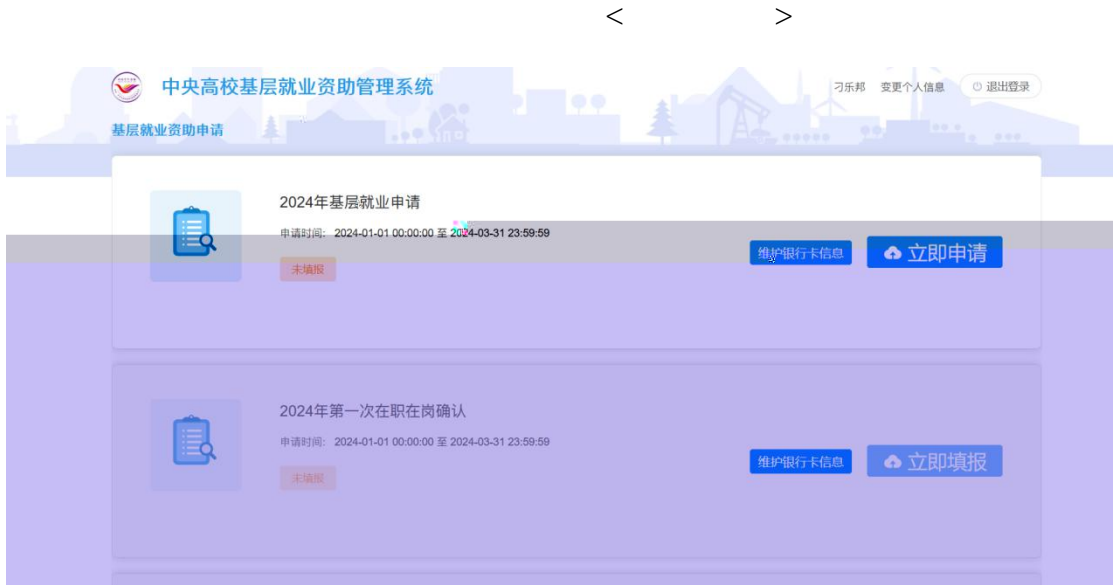 < >
中央高校基层就业资助管理系统
刁乐邦 变更个人信息 退出登录
基层就业资助申请
2024年基层就业申请
申请时间: 2024-01-01 00:00:00 至 2024-03-31 23:59:59
维护银行卡信息 立即申请
未填报
2024年第一次在职在岗确认
申请时间: 2024-01-01 00:00:00 至 2024-03-31 23:59:59
维护银行卡信息 立即填报
未填报